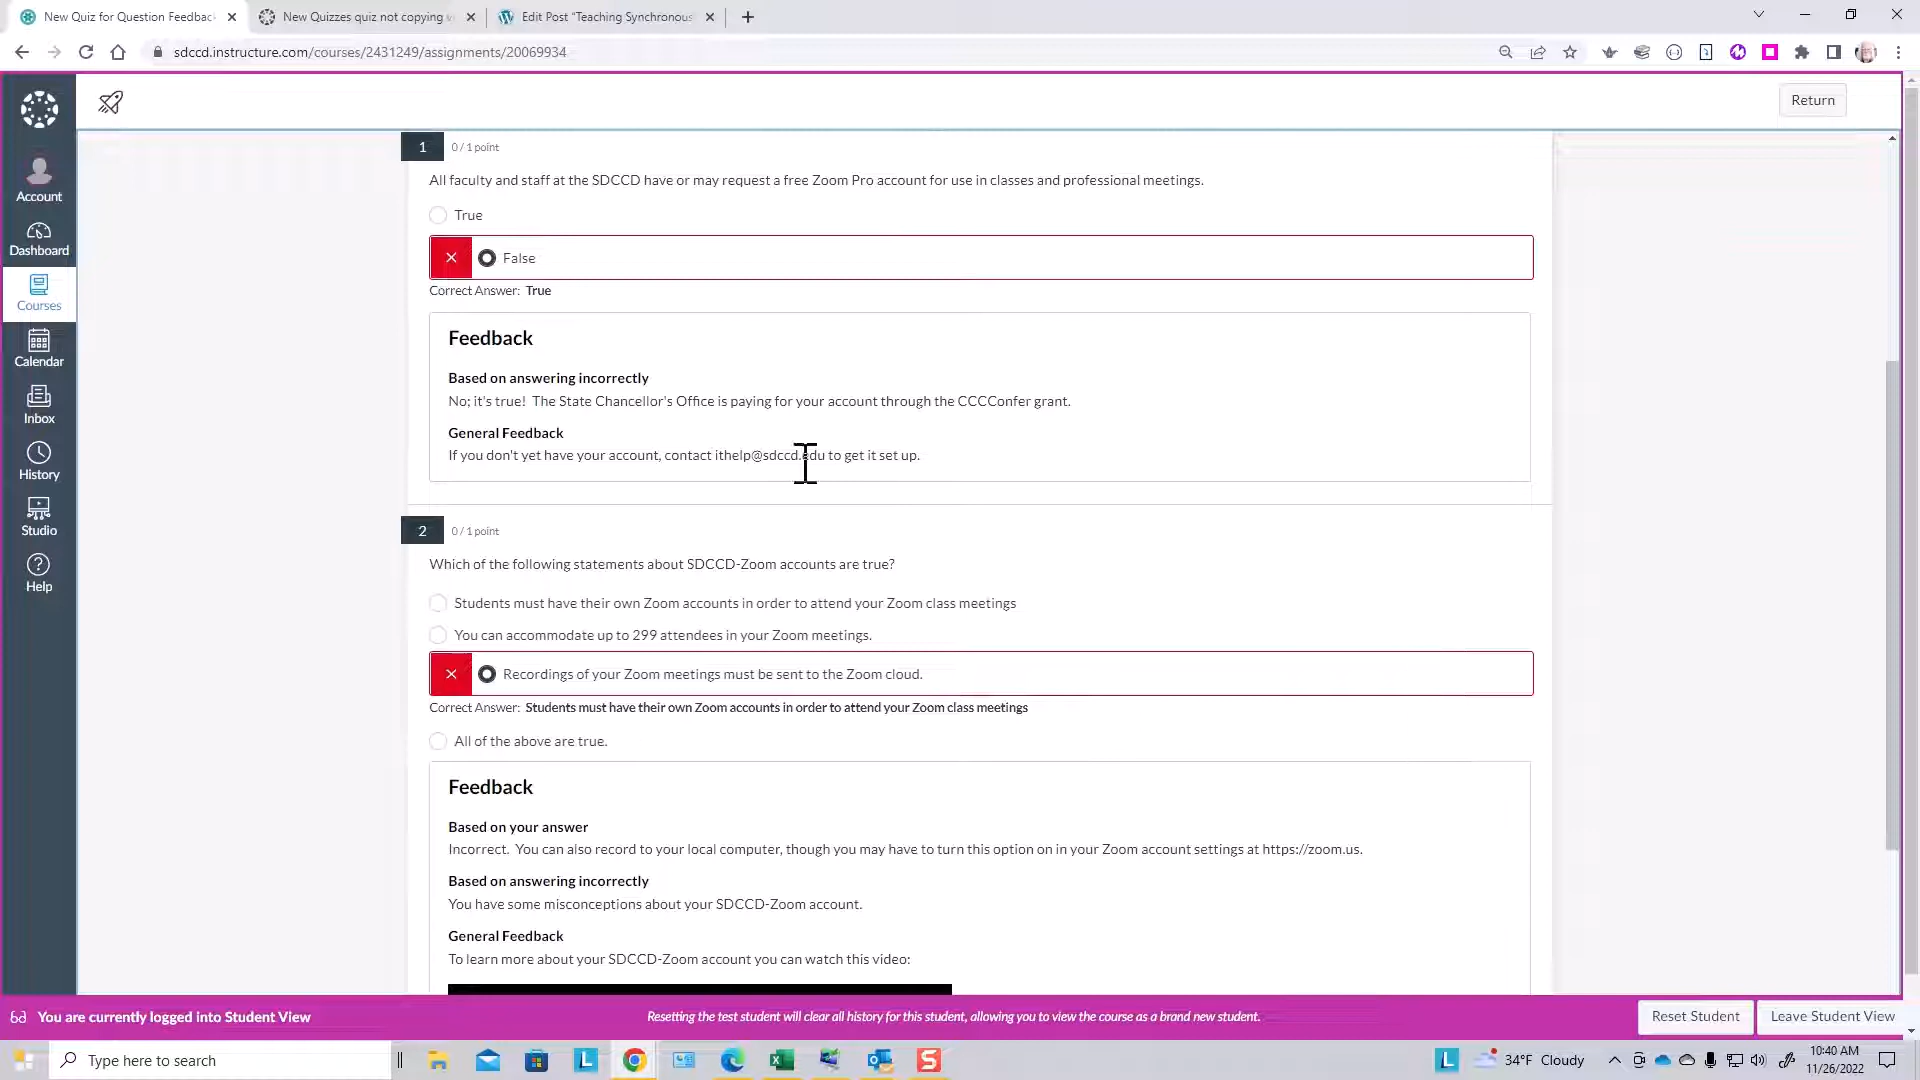 New Quiz for Question Feedback
New Quizzes quiz not copying
Edit Post "Teaching Synchronous
sdccd.instructure.com/courses/2431249/assignments/20069934
Return
Account
Dashboard
Courses
Calendar
Inbox
History
Studio
Help
1
0 / 1 point
All faculty and staff at the SDCCD have or may request a free Zoom Pro account for use in classes and professional meetings.
True
False
Correct Answer: True
Feedback
Based on answering incorrectly
No; it's true! The State Chancellor's Office is paying for your account through the CCCConfer grant.
General Feedback
If you don't yet have your account, contact ithelp@sdccd.edu to get it set up.
2
0 / 1 point
Which of the following statements about SDCCD-Zoom accounts are true?
Students must have their own Zoom accounts in order to attend your Zoom class meetings
You can accommodate up to 299 attendees in your Zoom meetings.
Recordings of your Zoom meetings must be sent to the Zoom cloud.
Correct Answer: Students must have their own Zoom accounts in order to attend your Zoom class meetings
All of the above are true.
Feedback
Based on your answer
Incorrect. You can also record to your local computer, though you may have to turn this option on in your Zoom account settings at https://zoom.us.
Based on answering incorrectly
You have some misconceptions about your SDCCD-Zoom account.
General Feedback
To learn more about your SDCCD-Zoom account you can watch this video:
You are currently logged into Student View
Resetting the test student will clear all history for this student, allowing you to view the course as a brand new student.
Reset Student
Leave Student View
Type here to search
34°F Cloudy
10:40 AM
11/26/2022